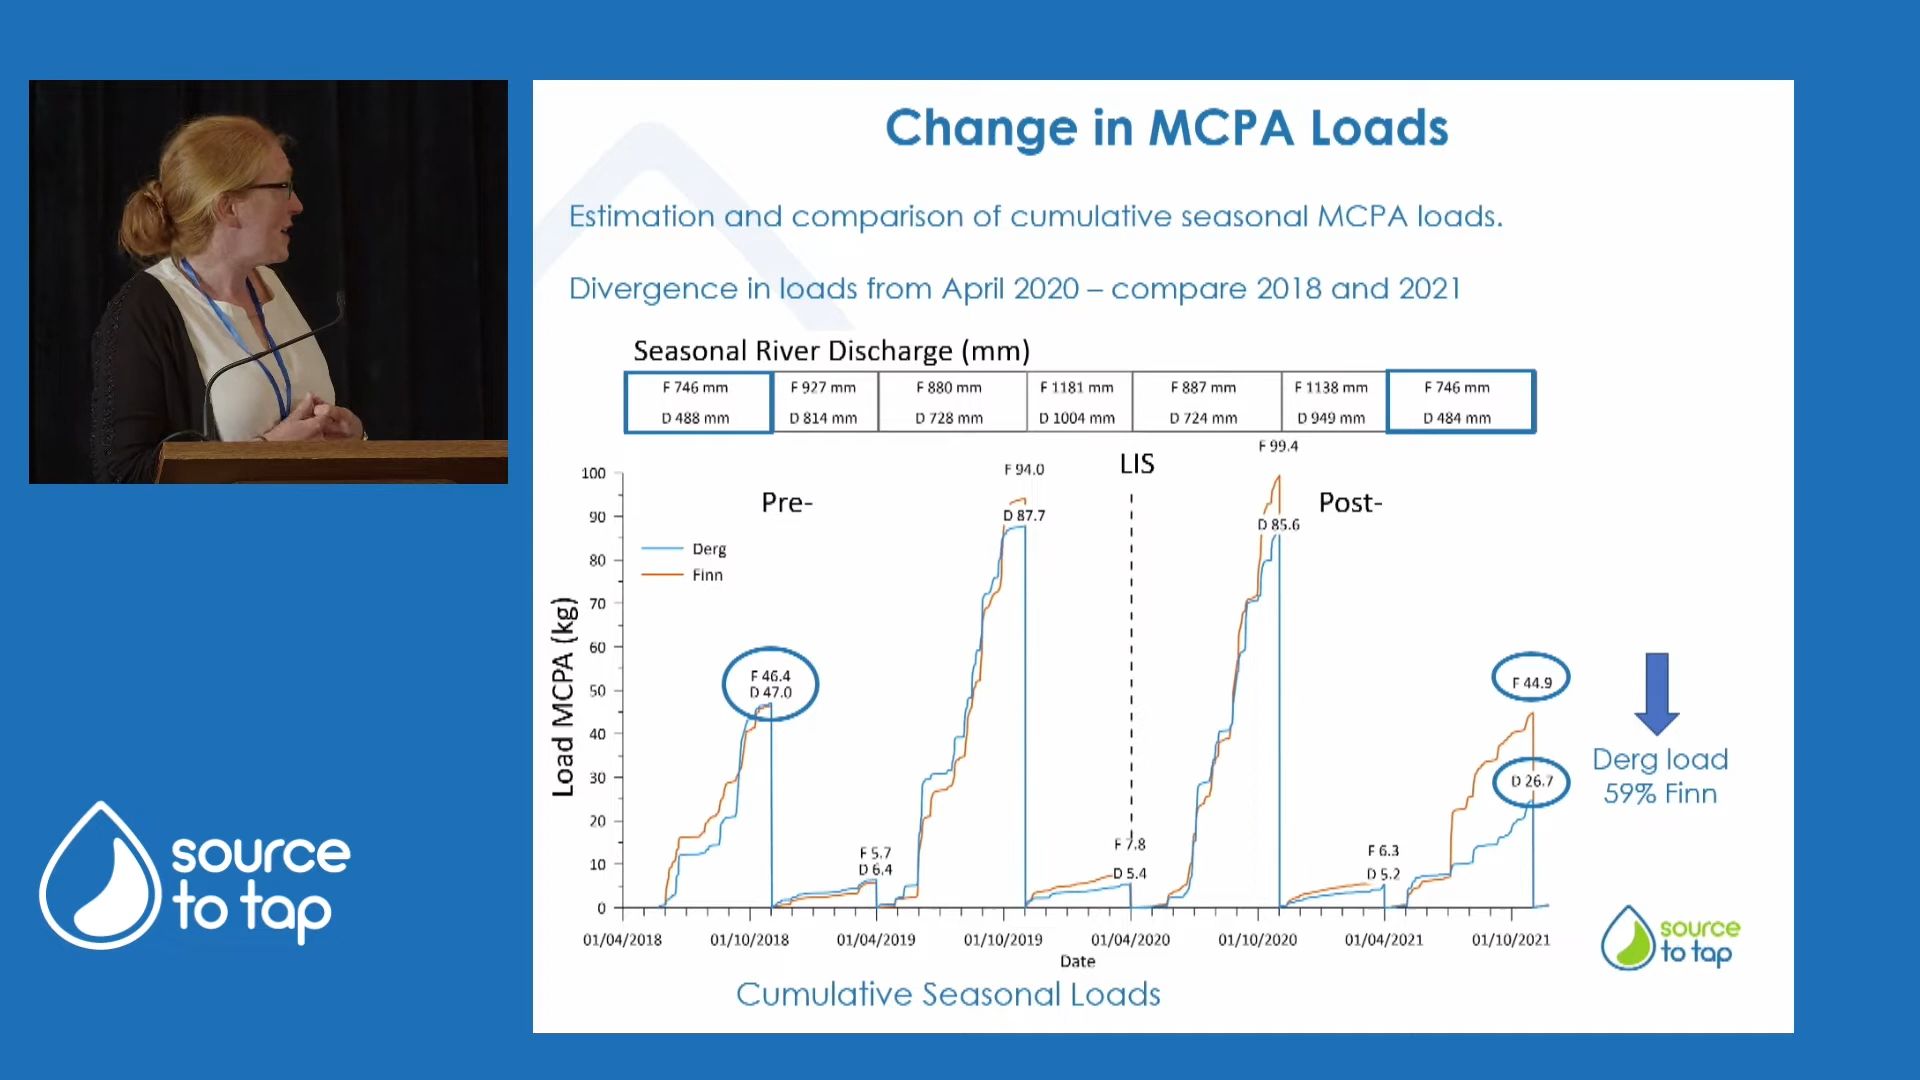 Change in MCPA Loads
Estimation and comparison of cumulative seasonal MCPA loads.
Divergence in loads from April 2020 – compare 2018 and 2021
Seasonal River Discharge (mm)
F 746 mm F 927 mm F 880 mm F 1181 mm F 887 mm F 1138 mm F 746 mm
D 488 mm D 814 mm D 728 mm D 1004 mm D 724 mm D 949 mm D 484 mm
F 99.4
LIS
F 94.0
100
Pre-
Post-
D 87.7
D 85.6
90
Derg
80
Finn
70
Load MCPA (kg)
60
F 46.4
D 47.0
F 44.9
50
40
Derg load
59% Finn
30
D 26.7
20
F 5.7
D 6.4
F 7.8
D 5.4
F 6.3
D 5.2
10
0
01/04/2018 01/10/2018 01/04/2019 01/10/2019 01/04/2020 01/10/2020 01/04/2021 01/10/2021
Date
Cumulative Seasonal Loads
source
to tap
source
to tap